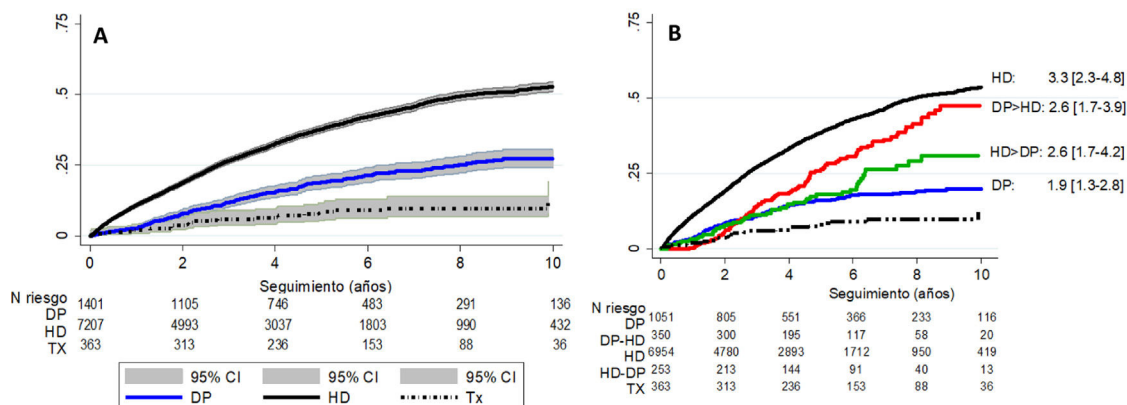 A
.75
.5
.25
0
0 2 4 6 8 10
Seguimiento (años)
N riesgo
DP 1401 1105 746 483 291 136
HD 7207 4993 3037 1803 990 432
TX 363 313 236 153 88 36
95% CI 95% CI 95% CI
DP HD Tx
B
.75
.5
.25
0
HD: 3.3 [2.3-4.8]
DP>HD: 2.6 [1.7-3.9]
HD>DP: 2.6 [1.7-4.2]
DP: 1.9 [1.3-2.8]
0 2 4 6 8 10
Seguimiento (años)
N riesgo
DP 1051 805 551 366 233 116
DP-HD 350 300 195 117 58 20
HD 6954 4780 2893 1712 950 419
HD-DP 253 213 144 91 40 13
TX 363 313 236 153 88 36